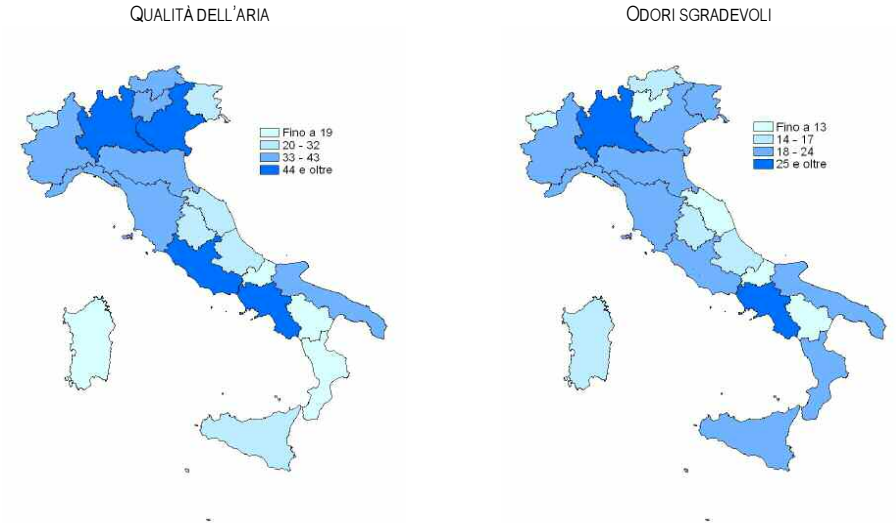 QUALITÀ DELL'ARIA
ODORI SGRADEVOLI
Fino a 19
20 - 32
33 - 43
44 e oltre
Fino a 13
14 - 17
18 - 24
25 e oltre